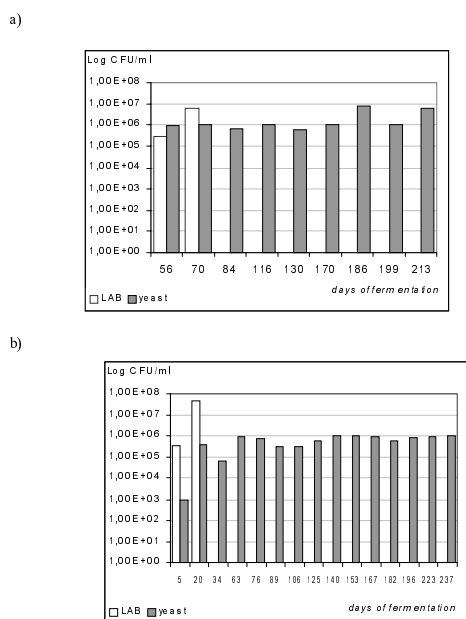 a)
Log CFU/ml
1,00E+08
1,00E+07
1,00E+06
1,00E+05
1,00E+04
1,00E+03
1,00E+02
1,00E+01
1,00E+00
56 70 84 116 130 170 186 199 213
days of fermentation
LAB yeast
b)
Log CFU/ml
1,00E+08
1,00E+07
1,00E+06
1,00E+05
1,00E+04
1,00E+03
1,00E+02
1,00E+01
1,00E+00
5 20 34 63 76 89 106 125 140 153 167 182 196 223 237
LAB yeast days of fermentation